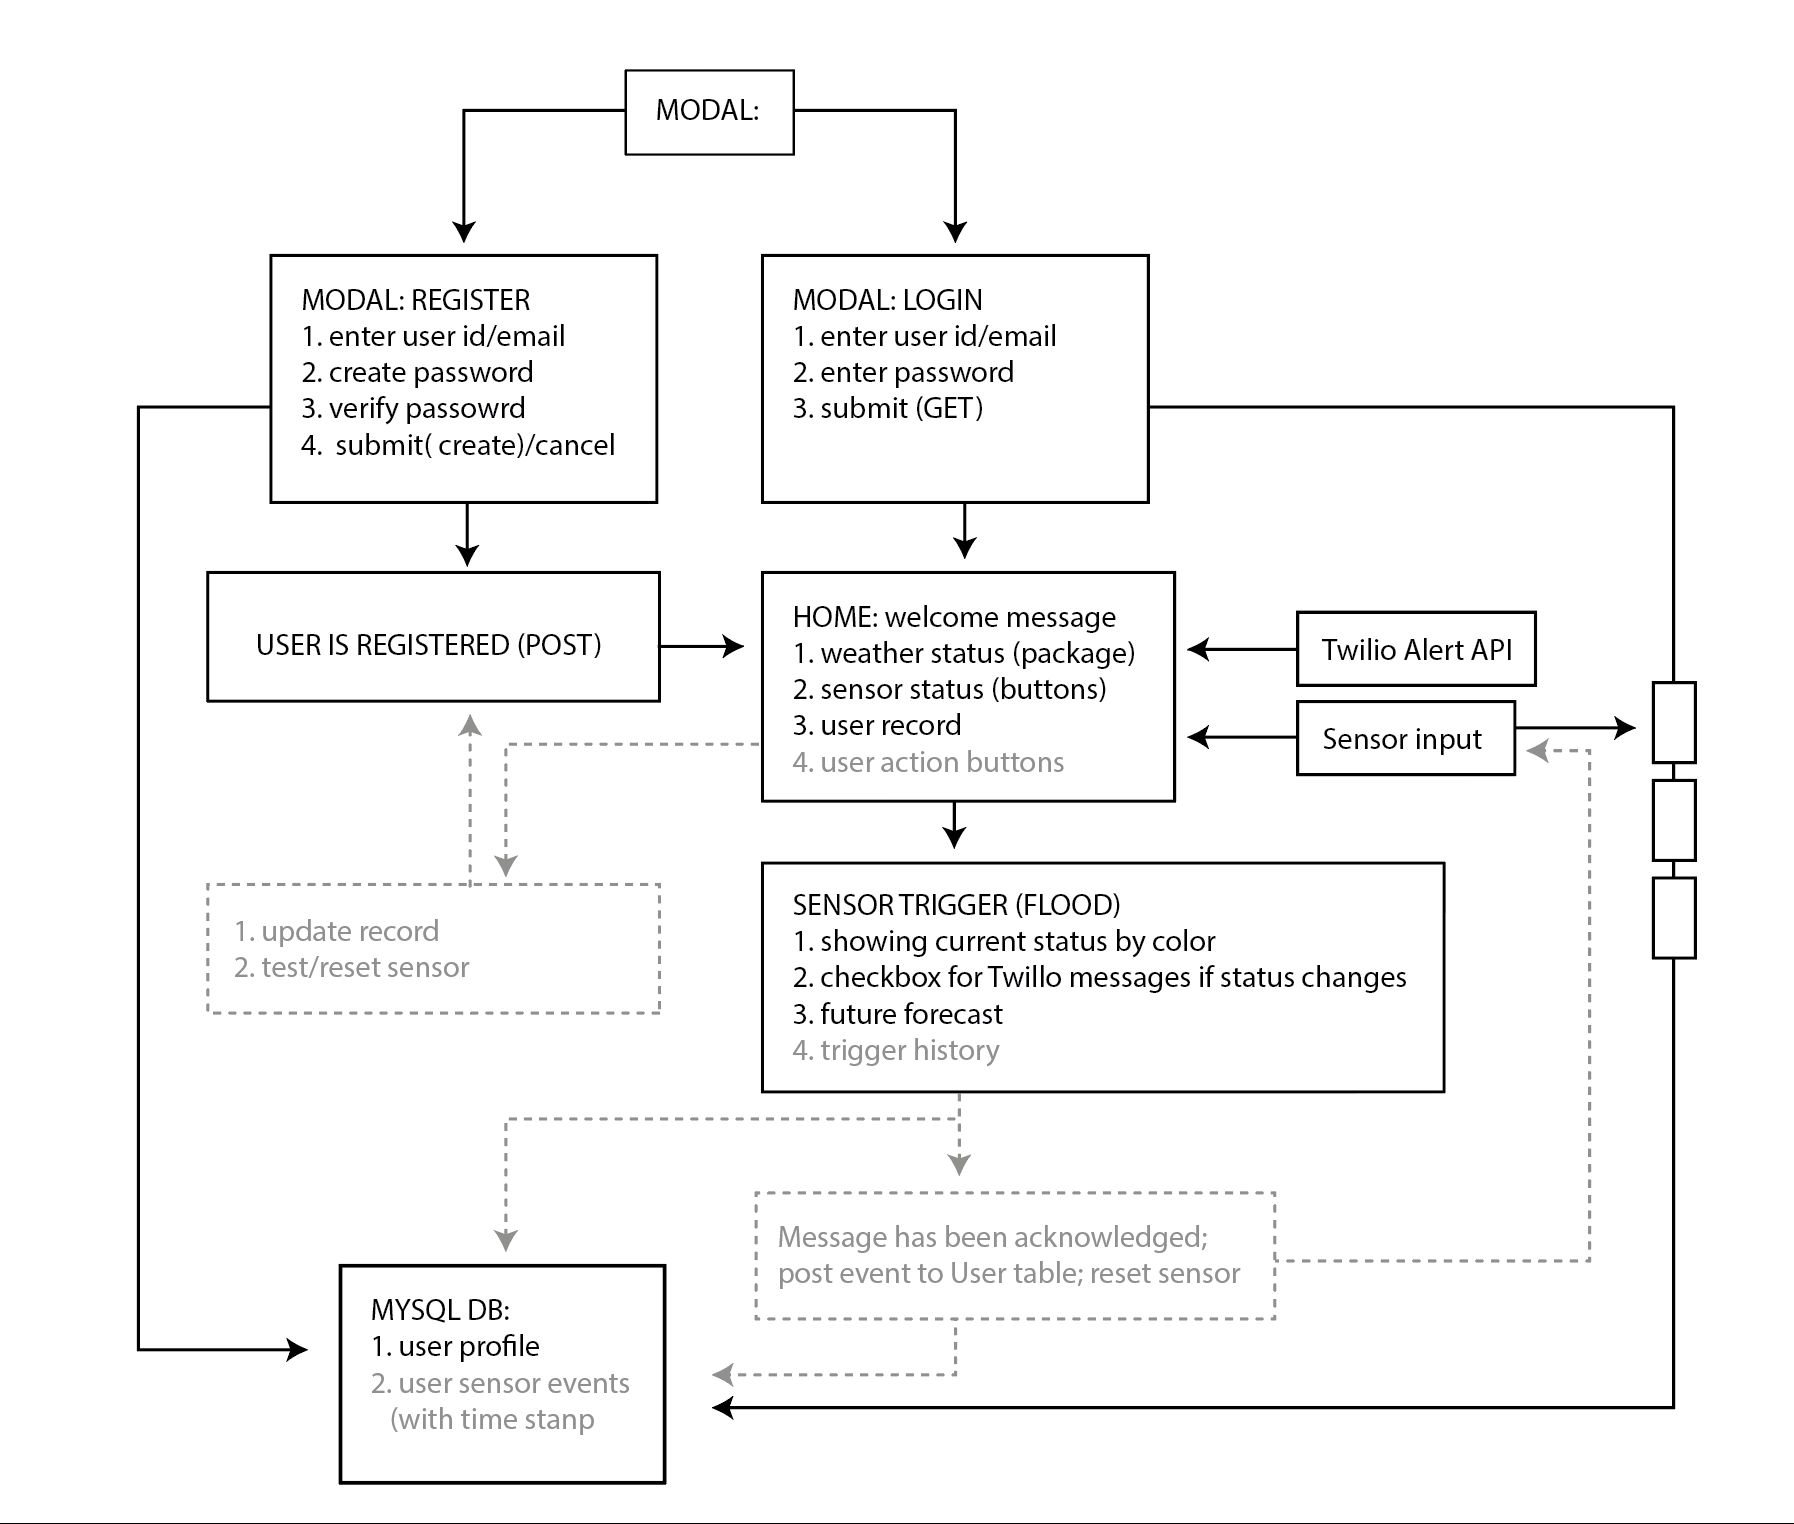 MODAL:
MODAL: REGISTER
1. enter user id/email
2. create password
3. verify passowrd
4.  submit( create)/cancel
MODAL: LOGIN
1. enter user id/email
2. enter password
3. submit (GET)
USER IS REGISTERED (POST)
HOME: welcome message
1. weather status (package)
2. sensor status (buttons)
3. user record
4. user action buttons
Twilio Alert API
Sensor input
1. update record
2. test/reset sensor
SENSOR TRIGGER (FLOOD)
1. showing current status by color
2. checkbox for Twillo messages if status changes
3. future forecast
4. trigger history
Message has been acknowledged;
post event to User table; reset sensor
MYSQL DB:
1. user profile
2. user sensor events
(with time stanp